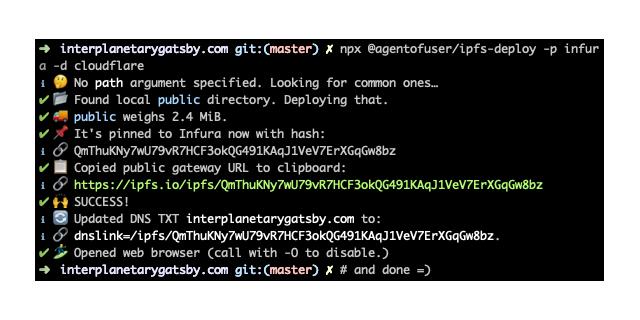 ➜ interplanetarygatsby.com git:(master) ✗ npx @agentofuser/ipfs-deploy -p infur
a -d cloudflare
ℹ 🤔 No path argument specified. Looking for common ones…
✔ 📂 Found local public directory. Deploying that.
✔ 🚚 public weighs 2.4 MiB.
✔ 📌 It's pinned to Infura now with hash:
ℹ 🔗 QmThuKNy7wU79vR7HCF3okQG491KAqJ1VeV7ErXGqGw8bz
✔ 📋 Copied public gateway URL to clipboard:
ℹ 🔗 https://ipfs.io/ipfs/QmThuKNy7wU79vR7HCF3okQG491KAqJ1VeV7ErXGqGw8bz
✔ 🙌 SUCCESS!
ℹ 🔄 Updated DNS TXT interplanetarygatsby.com to:
ℹ 🔗 dnslink=/ipfs/QmThuKNy7wU79vR7HCF3okQG491KAqJ1VeV7ErXGqGw8bz.
✔ 🏄 Opened web browser (call with -O to disable.)
➜ interplanetarygatsby.com git:(master) ✗ # and done =)